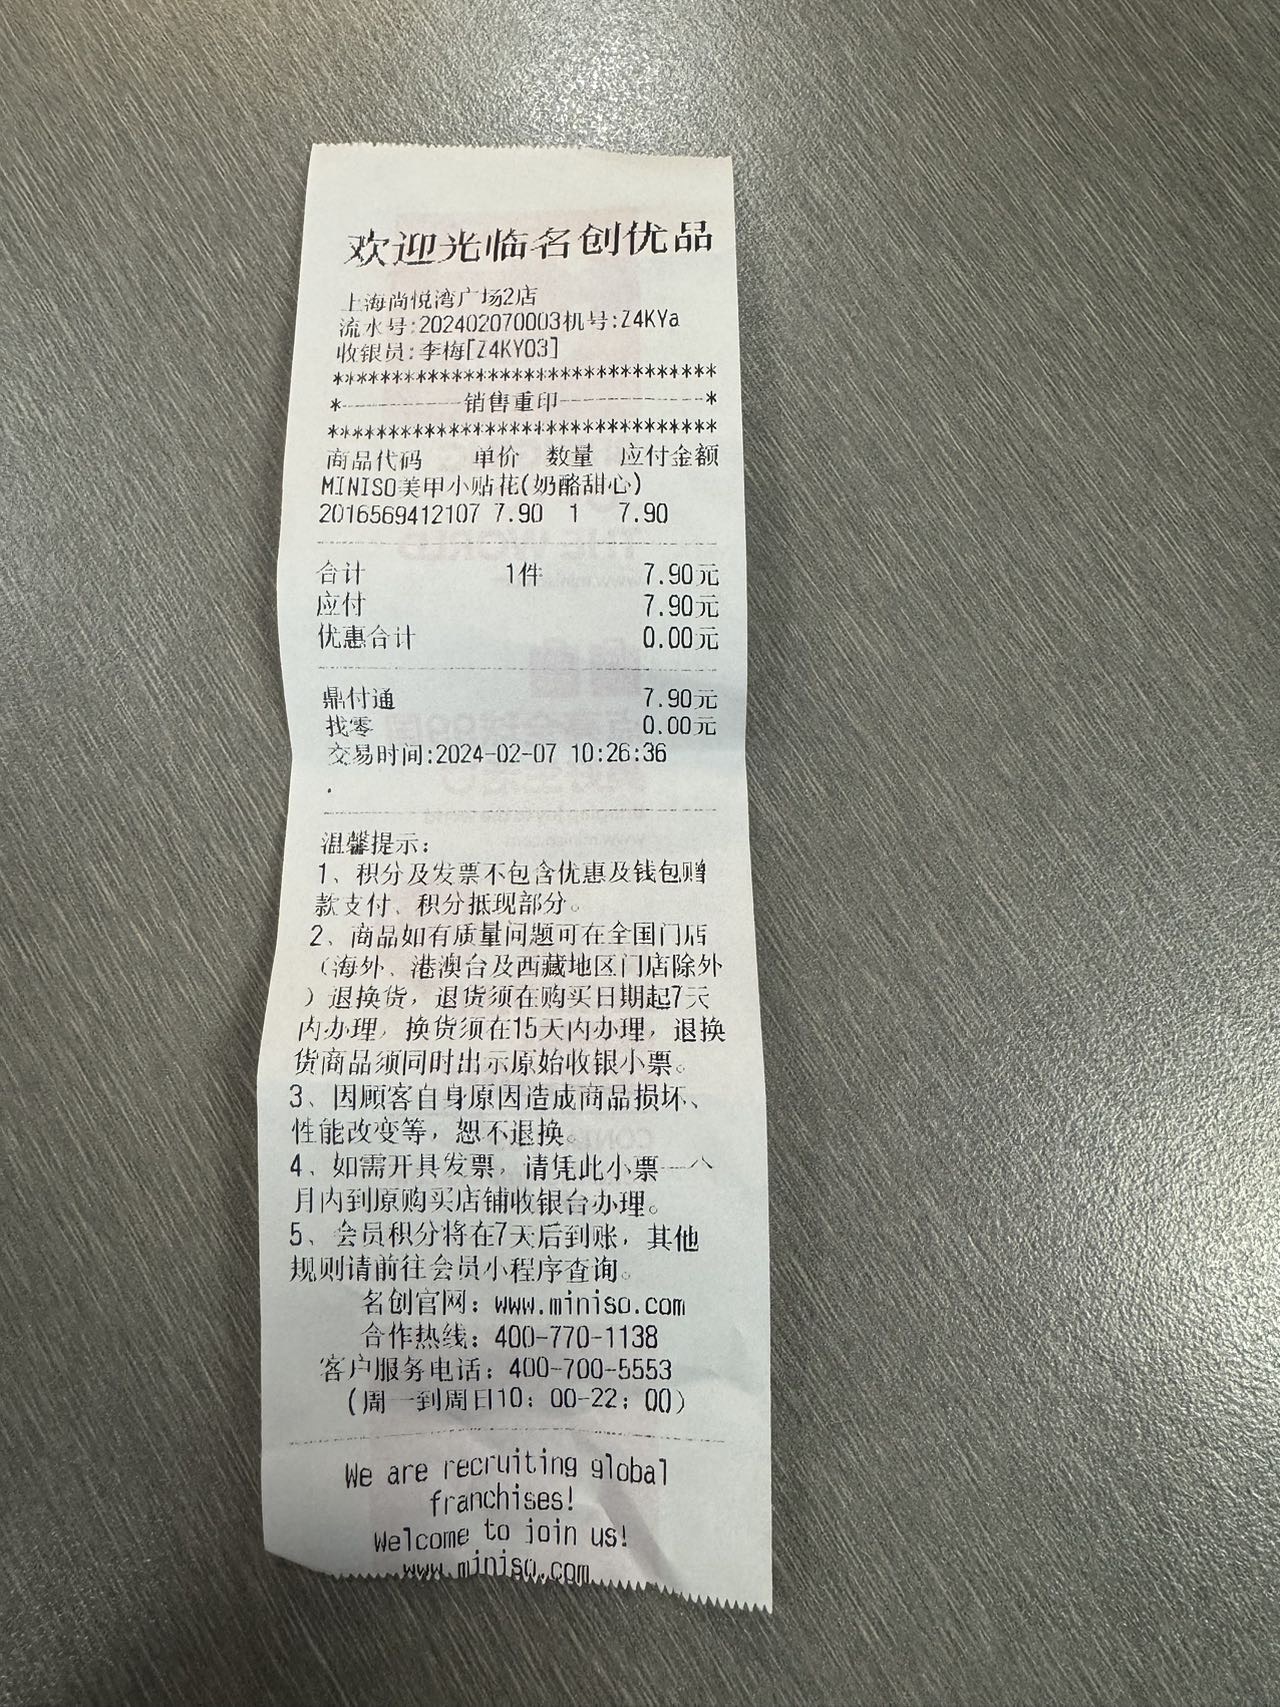 欢迎光临名创优品
上海尚悦湾广场2店
流水号:202402070003机号:Z4KYa
收银员:李梅[Z4KY03]
********************************
*----------销售重印------------*
********************************
商品代码 单价 数量 应付金额
MINISO美甲小贴花(奶酪甜心)
2016569412107 7.90 1 7.90
合计 1件 7.90元
应付 7.90元
优惠合计 0.00元
鼎付通 7.90元
找零 0.00元
交易时间:2024-02-07 10:26:36
.
温馨提示:
1、积分及发票不包含优惠及钱包赠
款支付、积分抵现部分。
2、商品如有质量问题可在全国门店
（海外、港澳台及西藏地区门店除外
）退换货，退货须在购买日期起7天
内办理，换货须在15天内办理，退换
货商品须同时出示原始收银小票。
3、因顾客自身原因造成商品损坏、
性能改变等，恕不退换。
4、如需开具发票，请凭此小票一个
月内到原购买店铺收银台办理。
5、会员积分将在7天后到账，其他
规则请前往会员小程序查询。
名创官网：www.miniso.com
合作热线：400-770-1138
客户服务电话：400-700-5553
(周一到周日10：00-22：00)
We are recruiting global
franchises!
Welcome to join us!
www.miniso.com